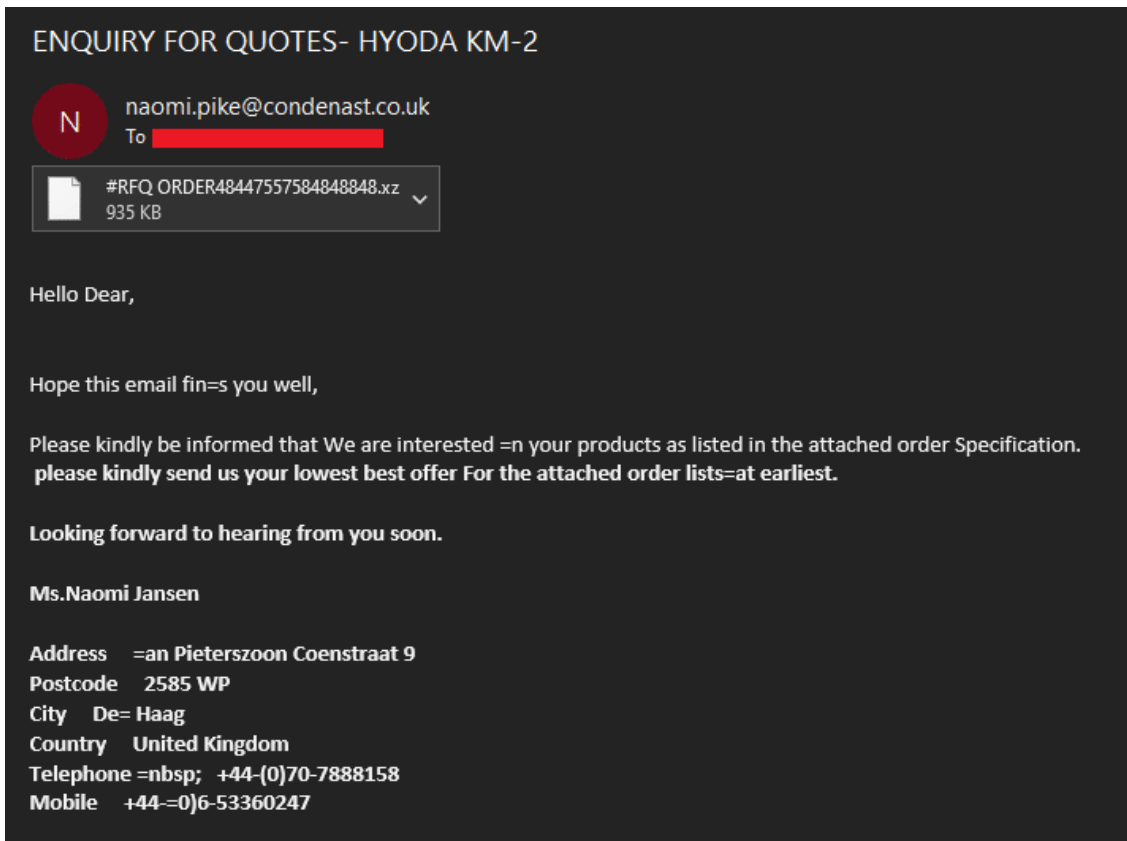 ENQUIRY FOR QUOTES- HYODA KM-2
N
naomi.pike@condenast.co.uk
To
#RFQ ORDER48447557584848848.xz
935 KB
Hello Dear,
Hope this email fin=s you well,
Please kindly be informed that We are interested =n your products as listed in the attached order Specification.
please kindly send us your lowest best offer For the attached order lists=at earliest.
Looking forward to hearing from you soon.
Ms.Naomi Jansen
Address =an Pieterszoon Coenstraat 9
Postcode 2585 WP
City De= Haag
Country United Kingdom
Telephone =nbsp; +44-(0)70-7888158
Mobile +44-=0)6-53360247